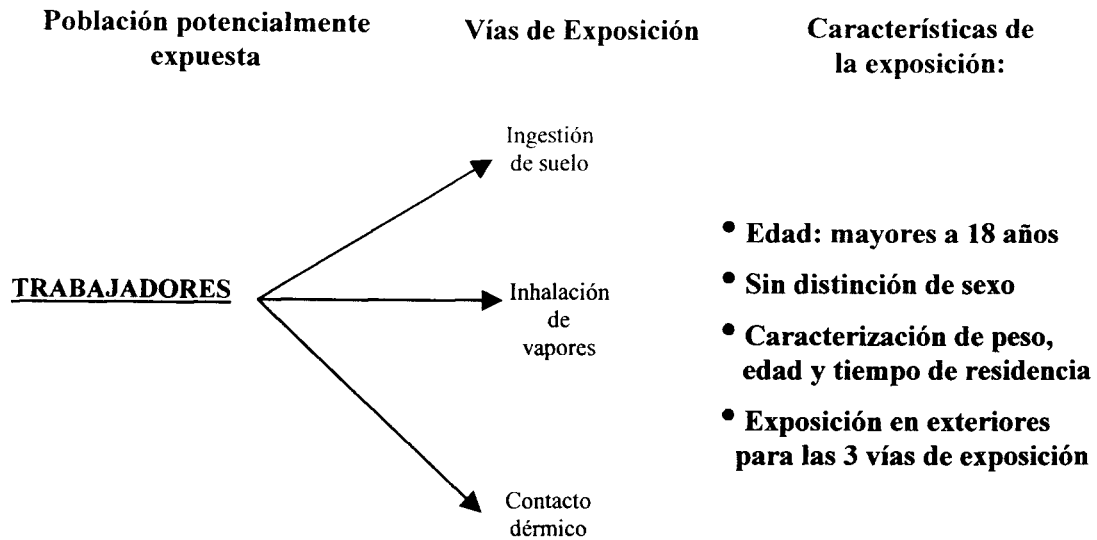 Población potencialmente
expuesta
Vías de Exposición
Características de
la exposición:
Ingestión
de suelo
TRABAJADORES
Inhalación
de
vapores
Contacto
dérmico
• Edad: mayores a 18 años
• Sin distinción de sexo
• Caracterización de peso,
edad y tiempo de residencia
• Exposición en exteriores
para las 3 vías de exposición